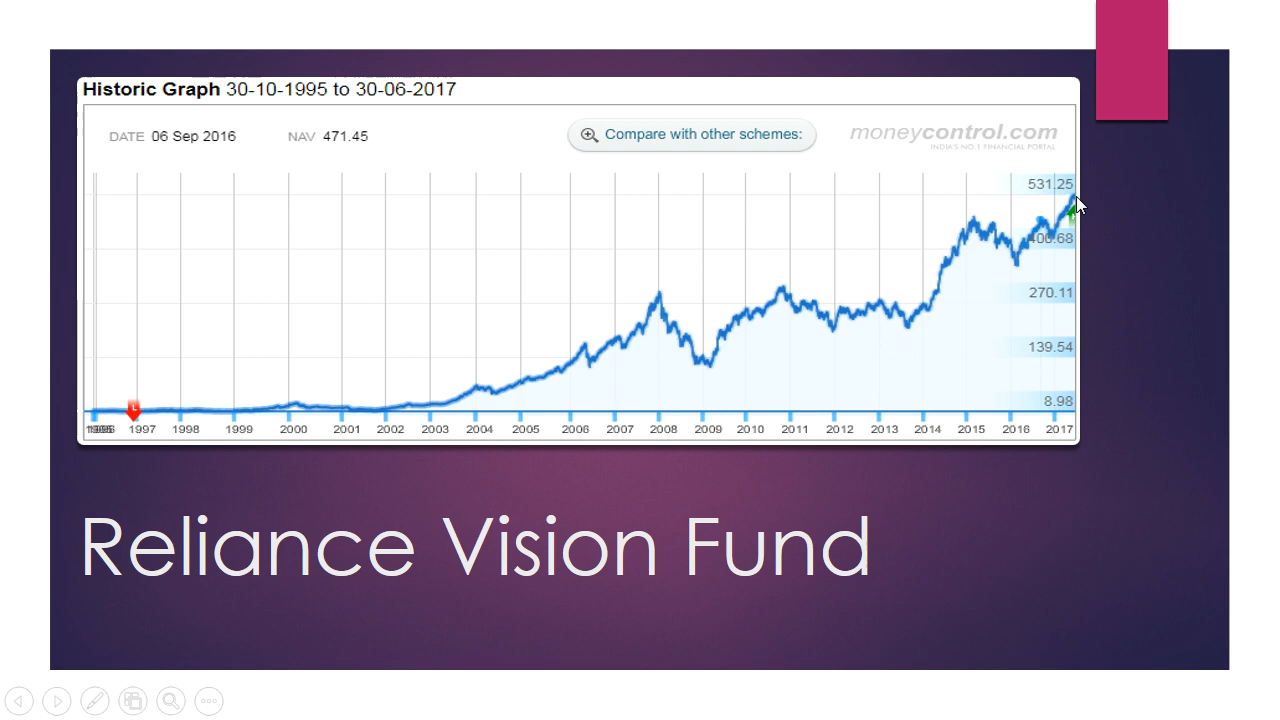 Historic Graph 30-10-1995 to 30-06-2017
DATE 06 Sep 2016 NAV 471.45
Compare with other schemes:
moneycontrol.com
INDIA'S NO.1 FINANCIAL PORTAL
531.25
400.68
270.11
139.54
8.98
L
1997 1998 1999 2000 2001 2002 2003 2004 2005 2006 2007 2008 2009 2010 2011 2012 2013 2014 2015 2016 2017
Reliance Vision Fund